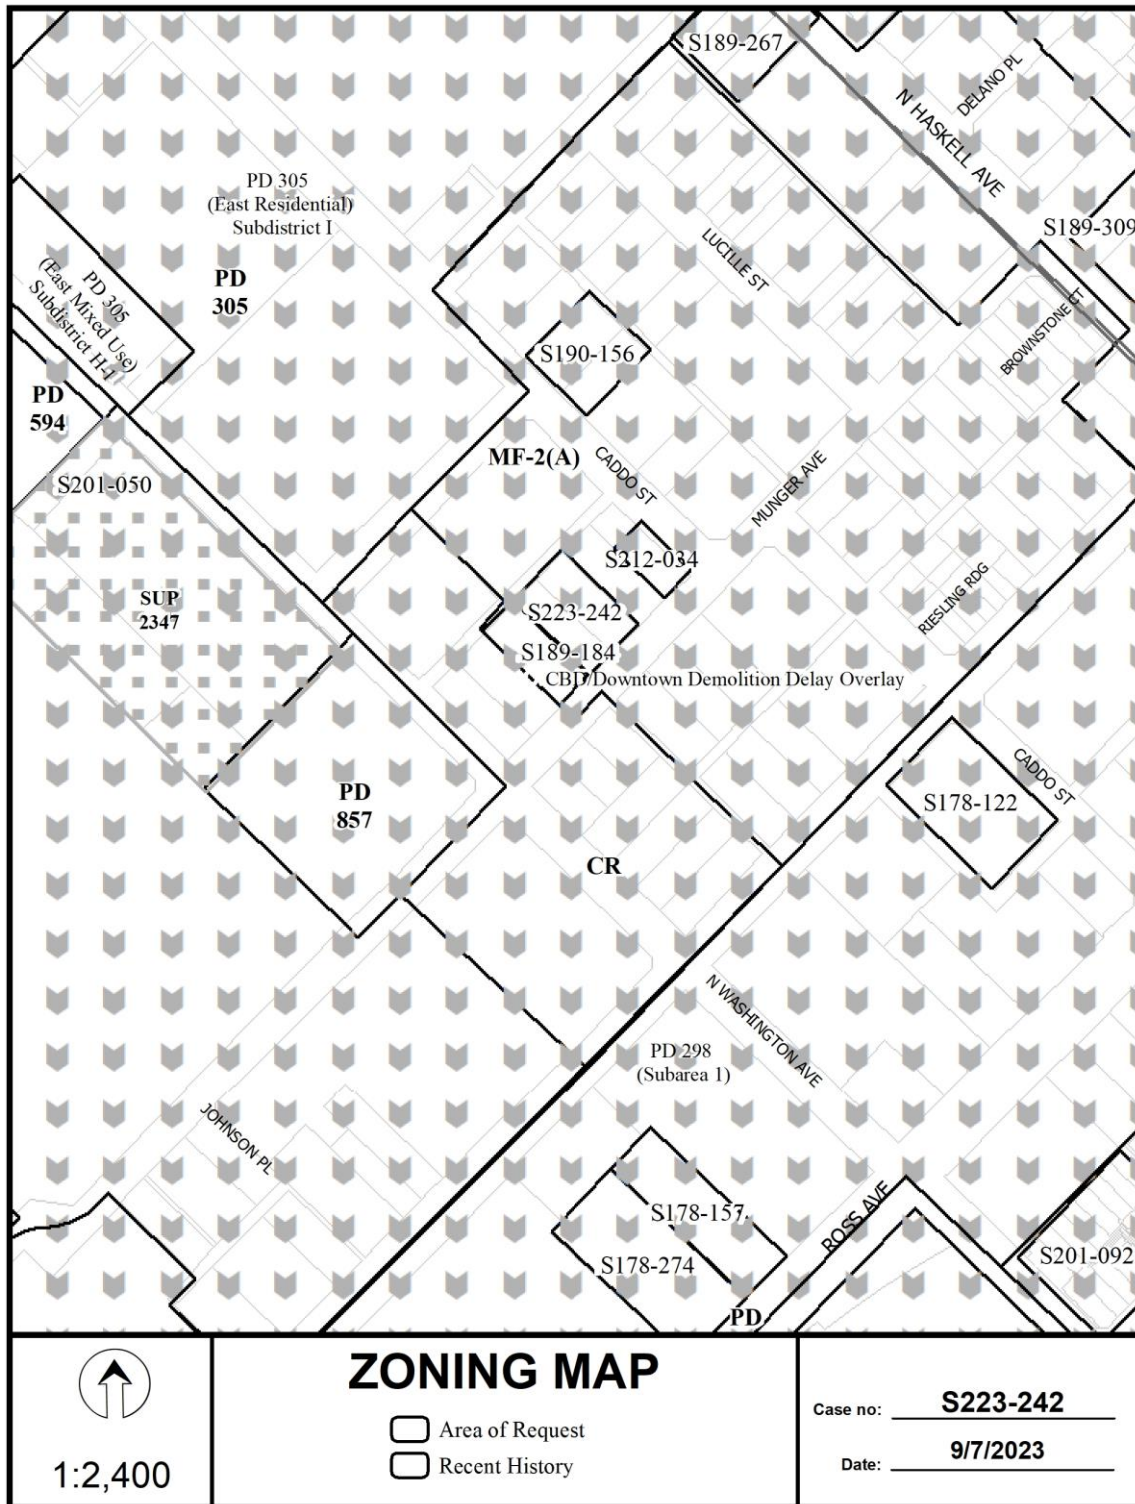 S189-267
DELANO PL
N HASKELL AVE
PD 305
(East Residential)
Subdistrict I
S189-309
LUCILLE ST
PD
305
PD 305
(East Mixed Use)
Subdistrict H-1
BROWNSTONE CT
S190-156
PD
594
MF-2(A)
CADDO ST
S201-050
MUNGER AVE
S212-034
SUP
2347
RIESLING RDG
S223-242
S189-184
CBD/Downtown Demolition Delay Overlay
CADDO ST
S178-122
PD
857
CR
N WASHINGTON AVE
PD 298
(Subarea 1)
JOHNSON PL
S178-157
ROSS AVE
S178-274
S201-092
PD
1:2,400
ZONING MAP
Area of Request
Recent History
Case no: S223-242
Date: 9/7/2023